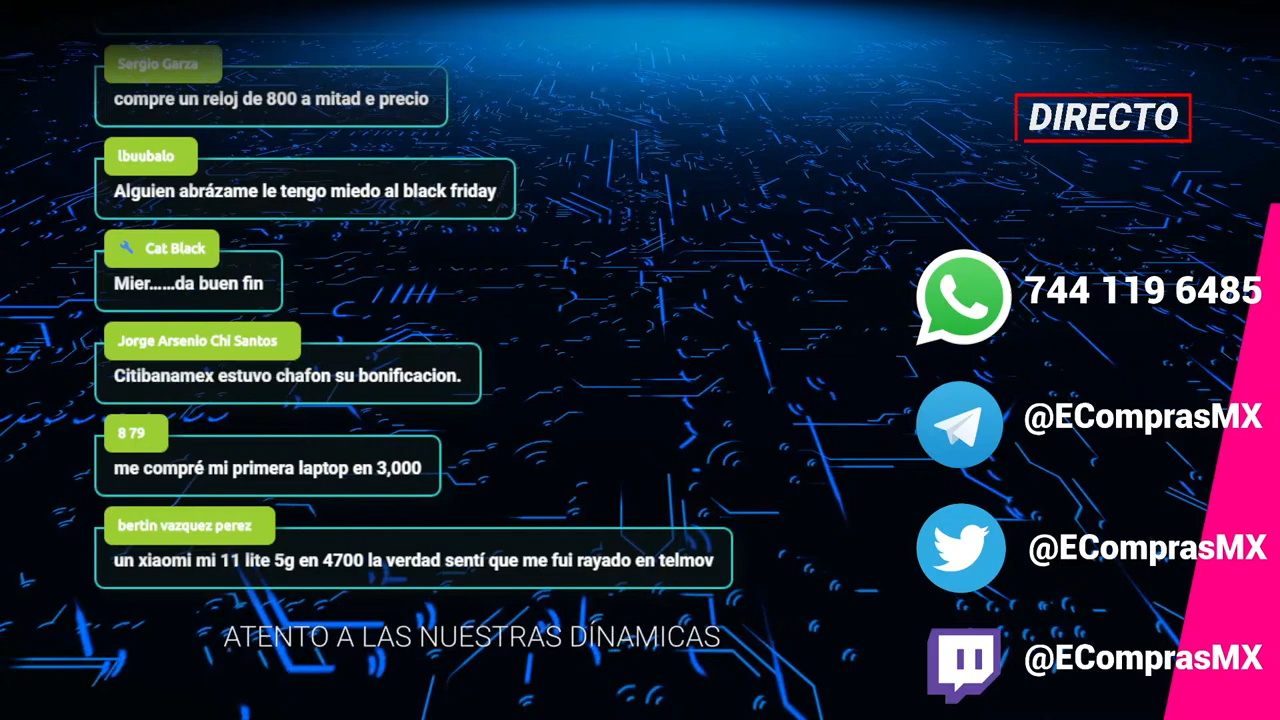 Sergio Garza
compre un reloj de 800 a mitad e precio
lbuubalo
Alguien abrázame le tengo miedo al black friday
Cat Black
Mier......da buen fin
Jorge Arsenio Chi Santos
Citibanamex estuvo chafon su bonificacion.
8 79
me compré mi primera laptop en 3,000
bertin vazquez perez
un xiaomi mi 11 lite 5g en 4700 la verdad sentí que me fui rayado en telmov
ATENTO A LAS NUESTRAS DÍNAMICAS
DIRECTO
744 119 6485
@EComprasMX
@EComprasMX
@EComprasMX